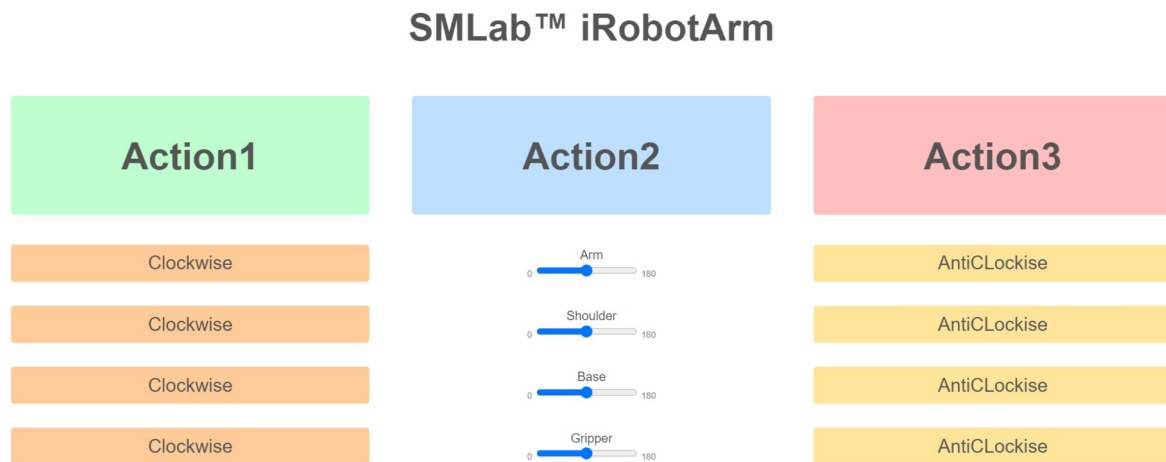 SMLab™ iRobotArm
Action1 Action2 Action3
Clockwise
Arm
0 180
AntiCLockise
Clockwise
Shoulder
0 180
AntiCLockise
Clockwise
Base
0 180
AntiCLockise
Clockwise
Gripper
0 180
AntiCLockise